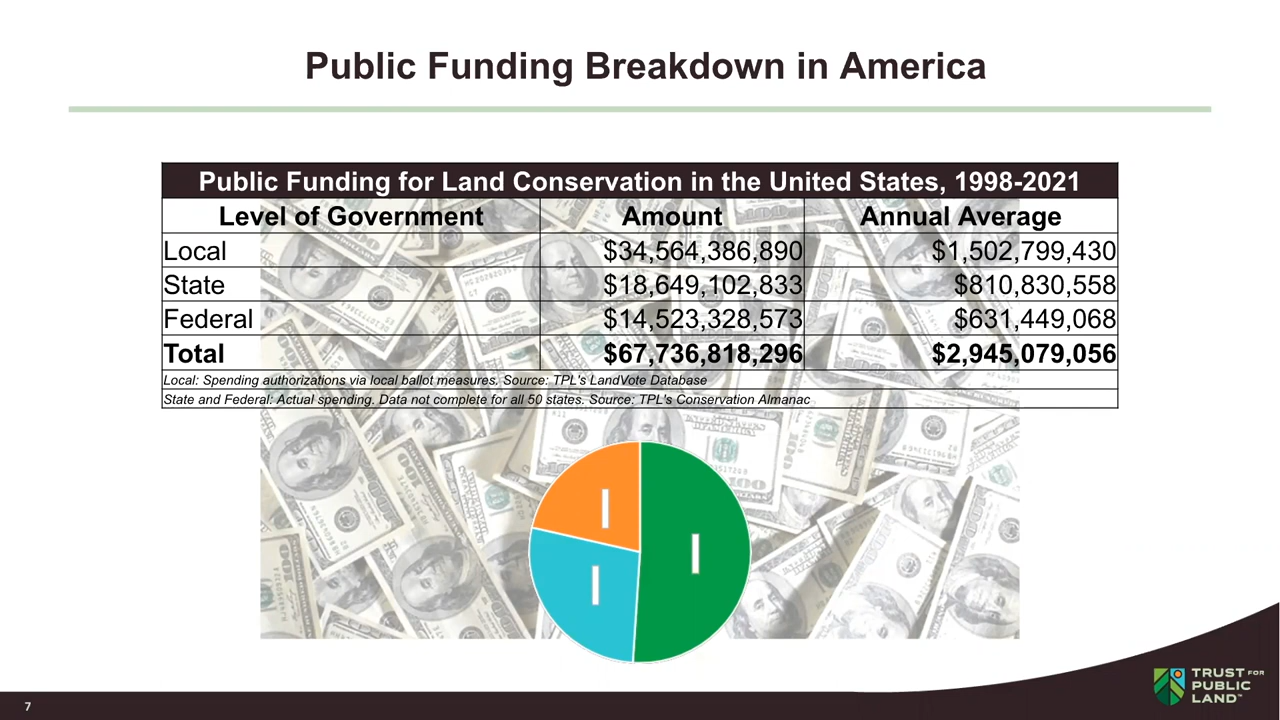 Public Funding Breakdown in America
Public Funding for Land Conservation in the United States, 1998-2021
Level of Government Amount Annual Average
Local $34,564,386,890 $1,502,799,430
State $18,649,102,833 $810,830,558
Federal $14,523,328,573 $631,449,068
Total $67,736,818,296 $2,945,079,056
Local: Spending authorizations via local ballot measures. Source: TPL's LandVote Database
State and Federal: Actual spending. Data not complete for all 50 states. Source: TPL's Conservation Almanac
7
TRUST FOR
PUBLIC
LAND™